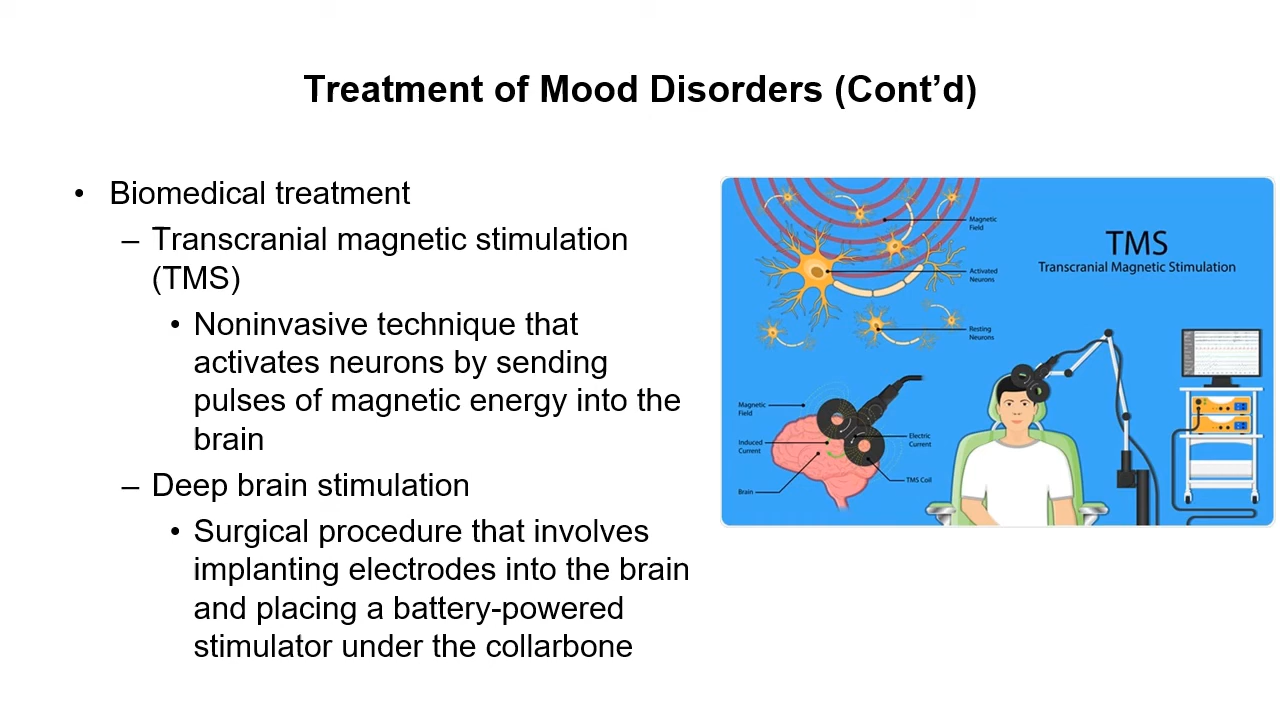 Treatment of Mood Disorders (Cont’d)
• Biomedical treatment
– Transcranial magnetic stimulation
(TMS)
• Noninvasive technique that
activates neurons by sending
pulses of magnetic energy into the
brain
– Deep brain stimulation
• Surgical procedure that involves
implanting electrodes into the brain
and placing a battery-powered
stimulator under the collarbone
Magnetic
Field
Activated
Neurons
Resting
Neurons
TMS
Transcranial Magnetic Stimulation
Magnetic
Field
Induced
Current
Brain
Electric
Current
TMS Coil